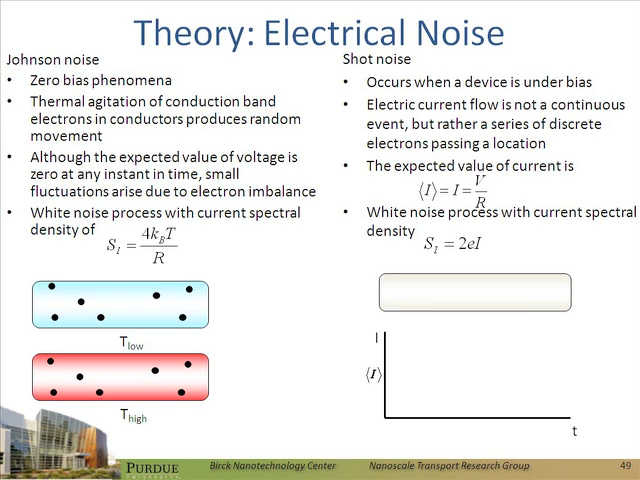 Theory: Electrical Noise
Johnson noise
• Zero bias phenomena
• Thermal agitation of conduction band
electrons in conductors produces random
movement
• Although the expected value of voltage is
zero at any instant in time, small
fluctuations arise due to electron imbalance
• White noise process with current spectral
density of
S_I = 4k_BT / R
T_low
T_high
Shot noise
• Occurs when a device is under bias
• Electric current flow is not a continuous
event, but rather a series of discrete
electrons passing a location
• The expected value of current is
⟨I⟩ = I = V / R
• White noise process with current spectral
density
S_I = 2eI
I
⟨I⟩
t
PURDUE
UNIVERSITY
Birck Nanotechnology Center
Nanoscale Transport Research Group
49